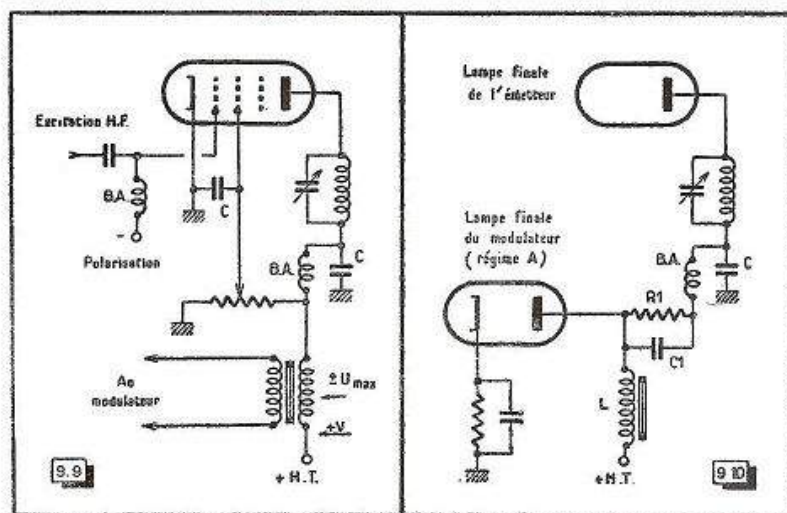 Excitation H.F.
B.A.
-
Polarisation
C
C
B.A.
Au
modulateur
± U max
+V
+ H.T.
9.9
Lampe finale
de l'émetteur
Lampe finale
du modulateur
( régime A )
B.A.
C
R1
C1
L
+H.T.
9 10